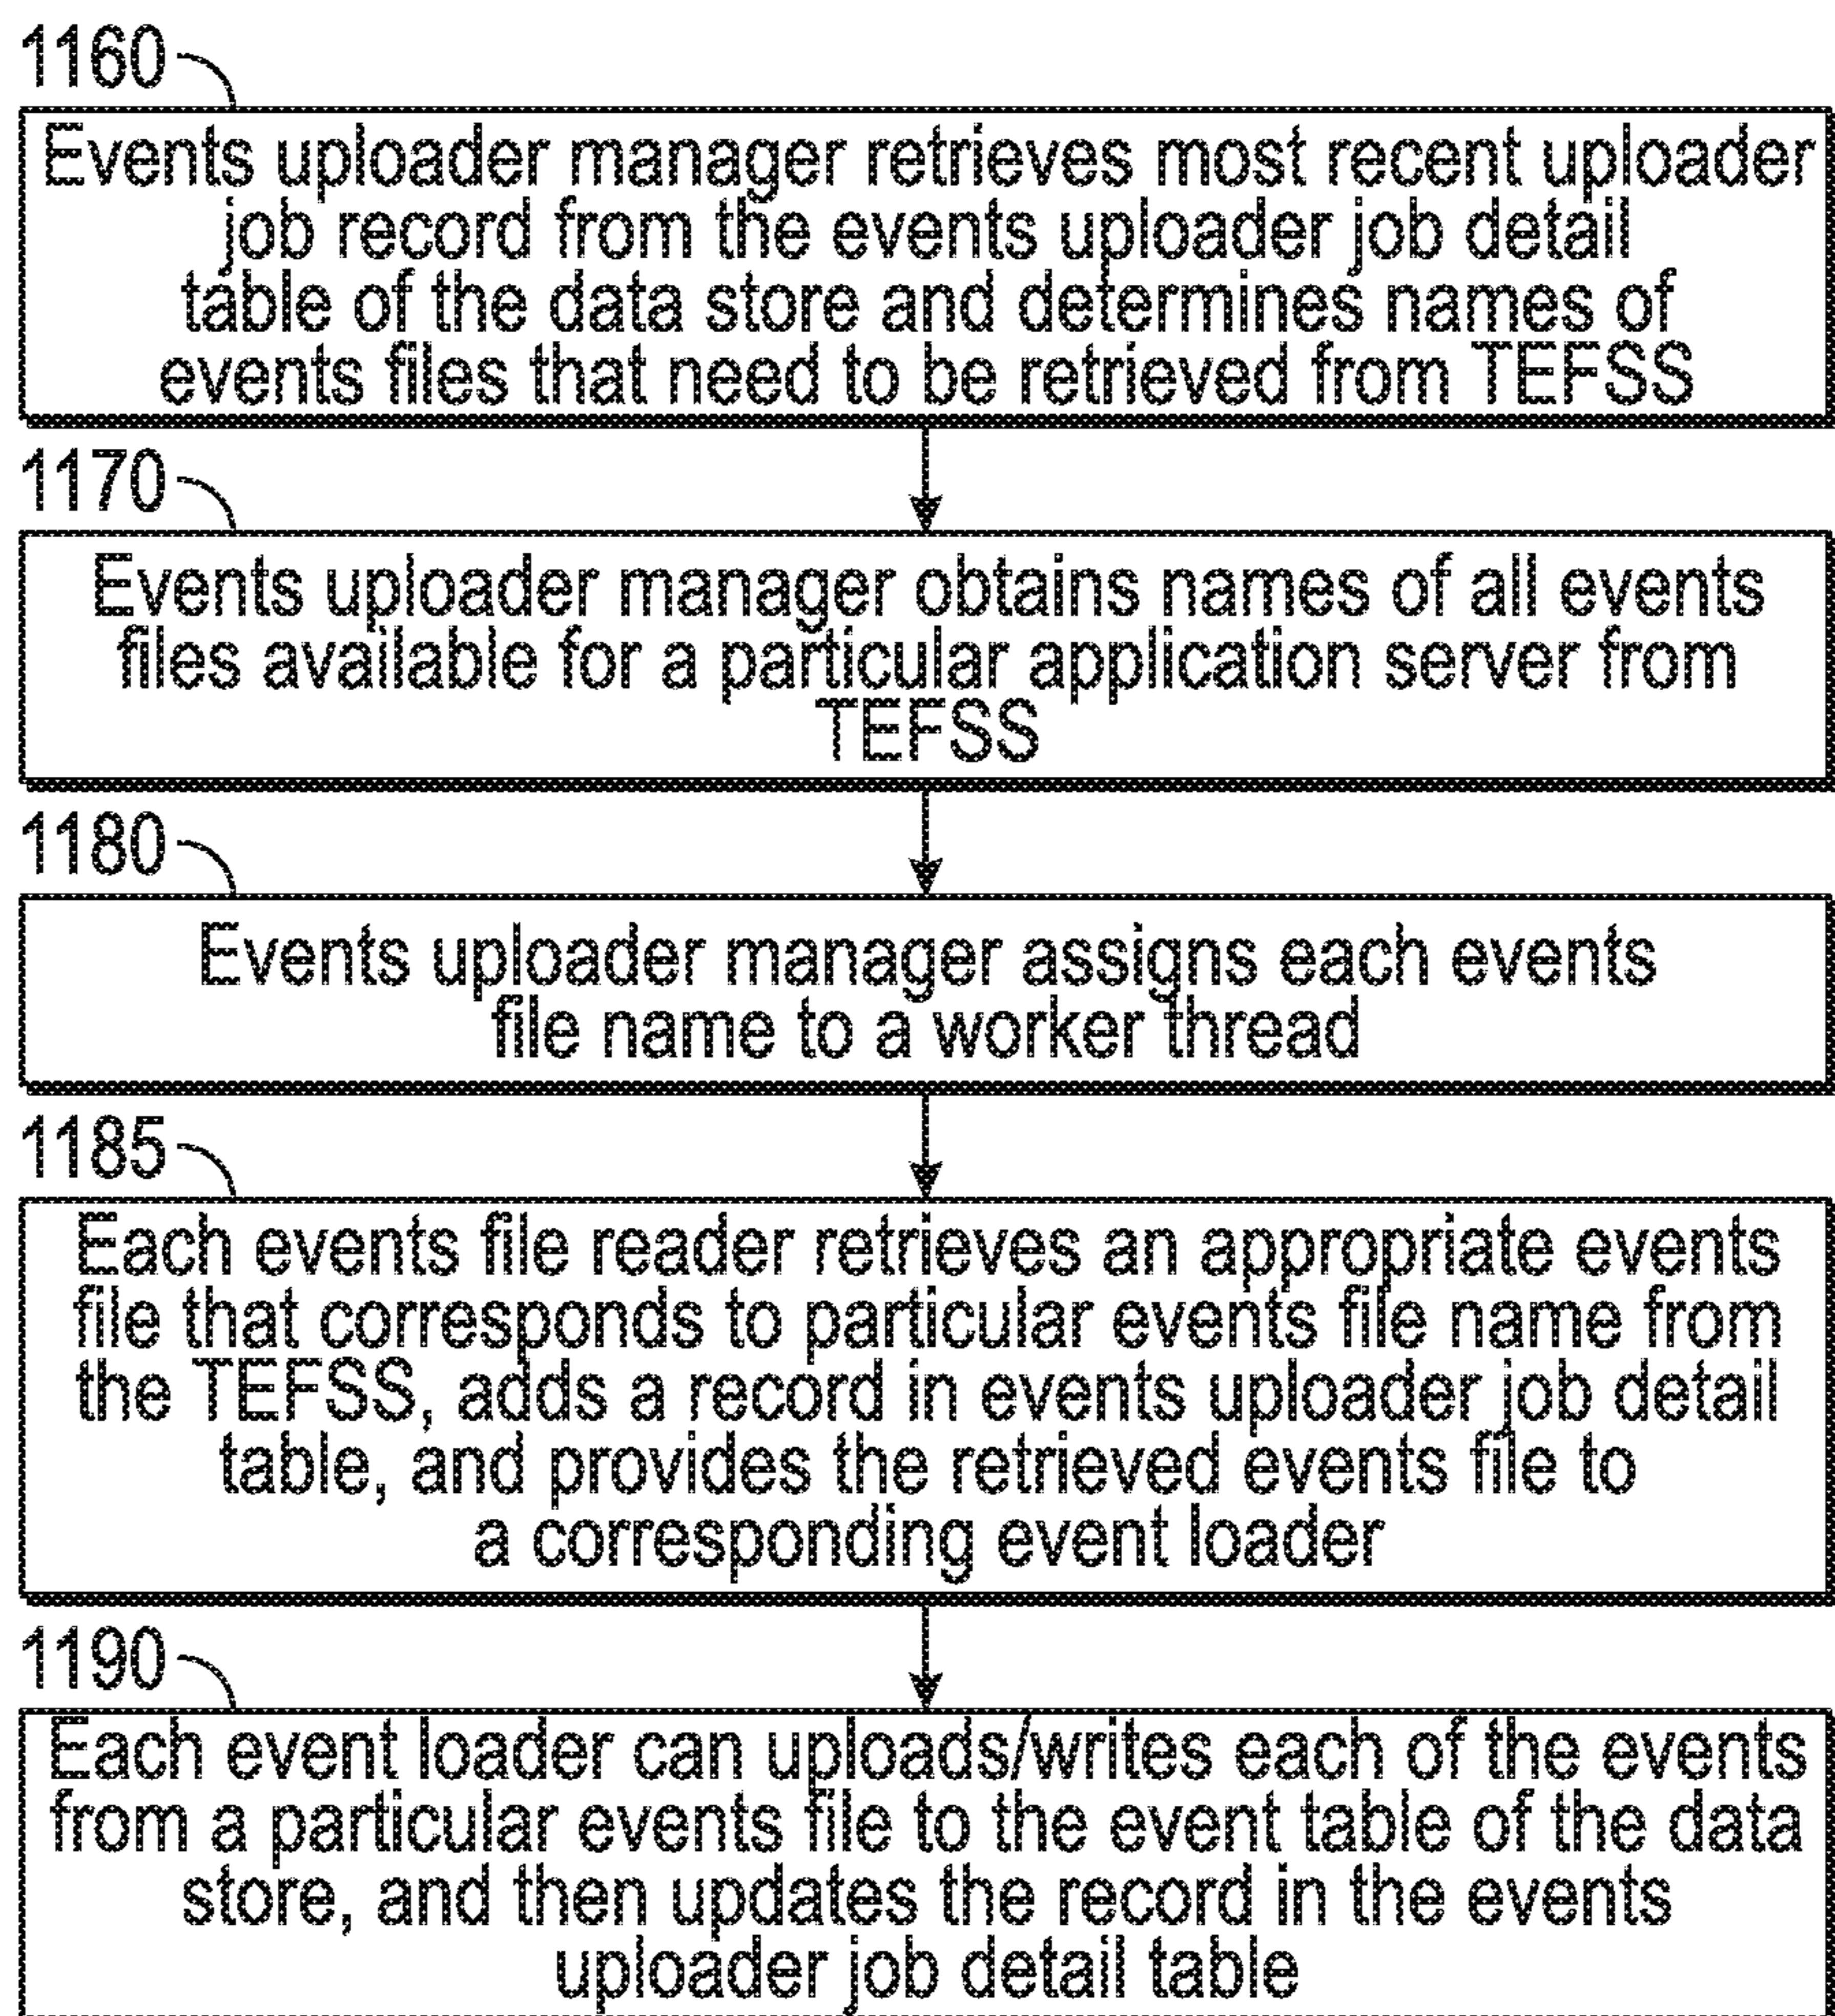 1160
Events uploader manager retrieves most recent uploader
job record from the events uploader job detail
table of the data store and determines names of
events files that need to be retrieved from TEFSS
1170
Events uploader manager obtains names of all events
files available for a particular application server from
TEFSS
1180
Events uploader manager assigns each events
file name to a worker thread
1185
Each events file reader retrieves an appropriate events
file that corresponds to particular events file name from
the TEFSS, adds a record in events uploader job detail
table, and provides the retrieved events file to
a corresponding event loader
1190
Each event loader can uploads/writes each of the events
from a particular events file to the event table of the data
store, and then updates the record in the events
uploader job detail table